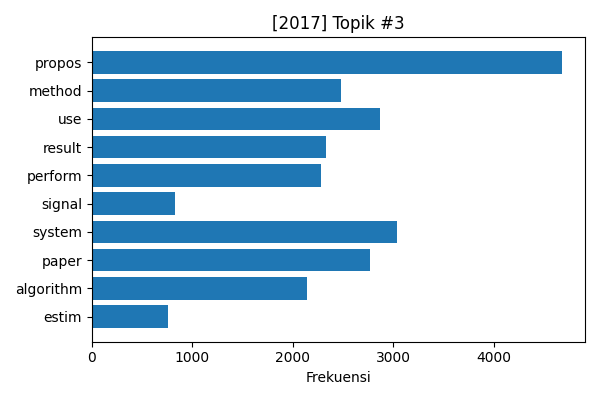 [2017] Topik #3
propos
method
use
result
perform
signal
system
paper
algorithm
estim
0 1000 2000 3000 4000
Frekuensi